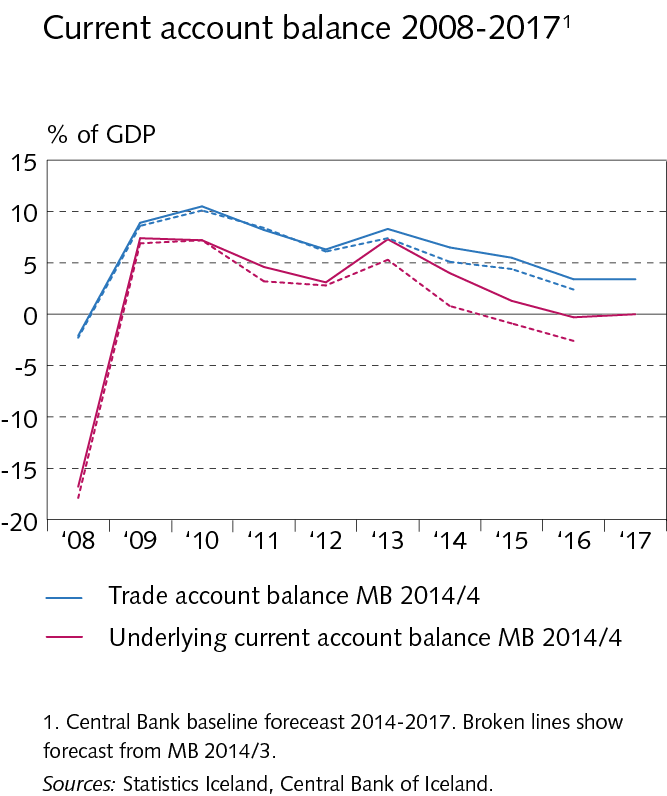 Current account balance 2008-2017¹
% of GDP
15
10
5
0
-5
-10
-15
-20
‘08 ‘09 ‘10 ‘11 ‘12 ‘13 ‘14 ‘15 ‘16 ‘17
Trade account balance MB 2014/4
Underlying current account balance MB 2014/4
1. Central Bank baseline foreceast 2014-2017. Broken lines show
forecast from MB 2014/3.
Sources: Statistics Iceland, Central Bank of Iceland.